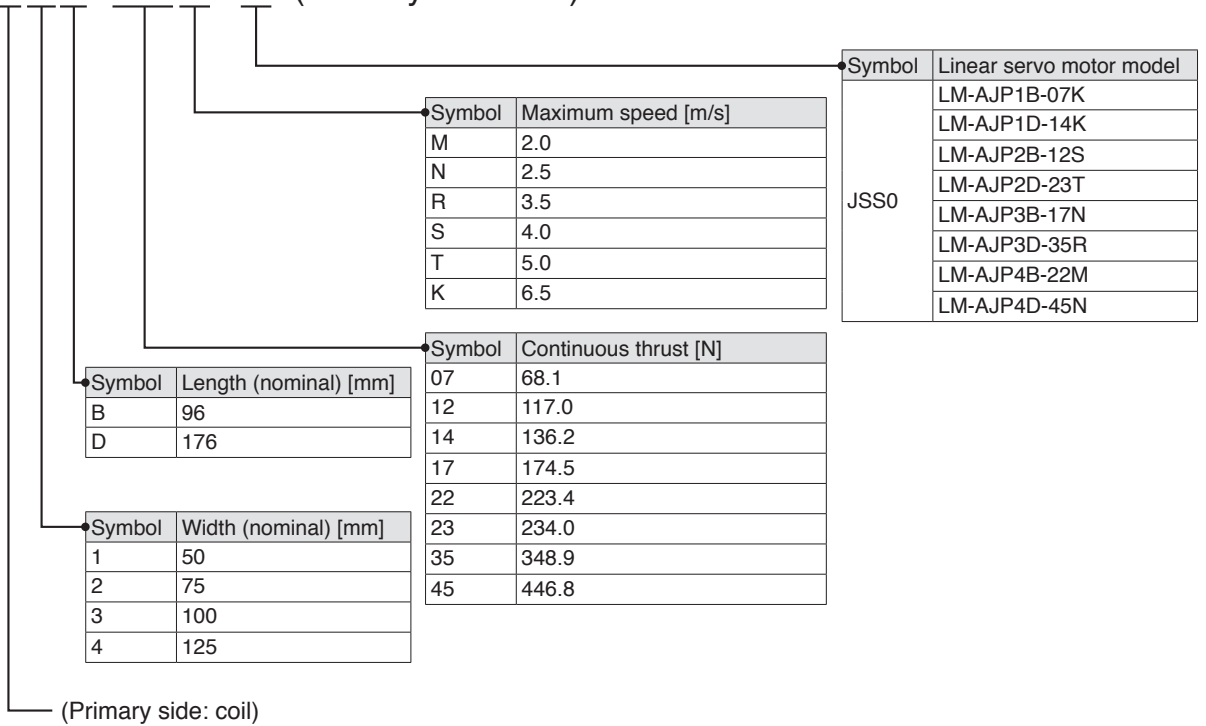 Symbol Linear servo motor model
JSS0
LM-AJP1B-07K
LM-AJP1D-14K
LM-AJP2B-12S
LM-AJP2D-23T
LM-AJP3B-17N
LM-AJP3D-35R
LM-AJP4B-22M
LM-AJP4D-45N
Symbol Maximum speed [m/s]
M 2.0
N 2.5
R 3.5
S 4.0
T 5.0
K 6.5
Symbol Continuous thrust [N]
07 68.1
12 117.0
14 136.2
17 174.5
22 223.4
23 234.0
35 348.9
45 446.8
Symbol Length (nominal) [mm]
B 96
D 176
Symbol Width (nominal) [mm]
1 50
2 75
3 100
4 125
(Primary side: coil)